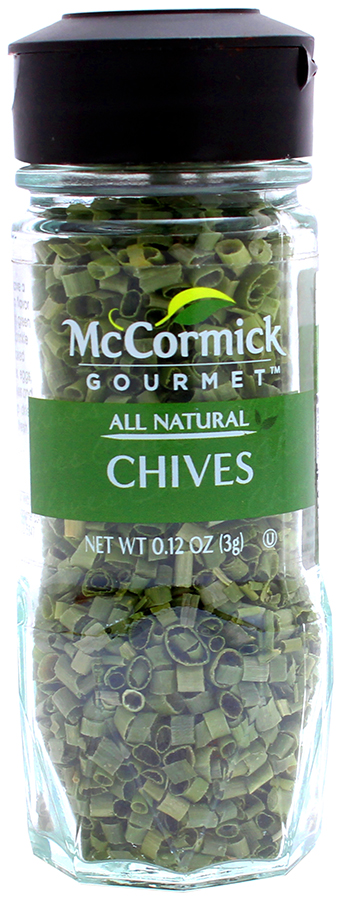 McCormick
GOURMET™
ALL NATURAL
CHIVES
NET WT 0.12 OZ (3g) U